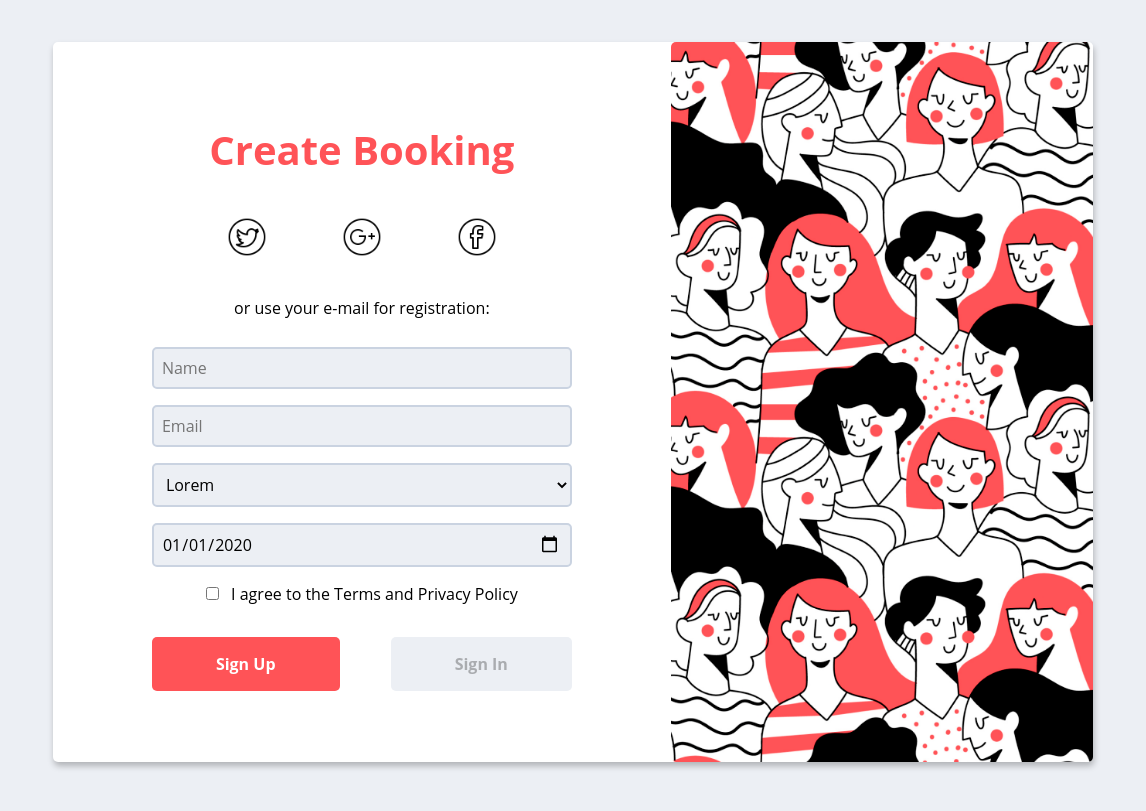 Create Booking
or use your e-mail for registration:
Name
Email
Lorem
01/01/2020
I agree to the Terms and Privacy Policy
Sign Up
Sign In